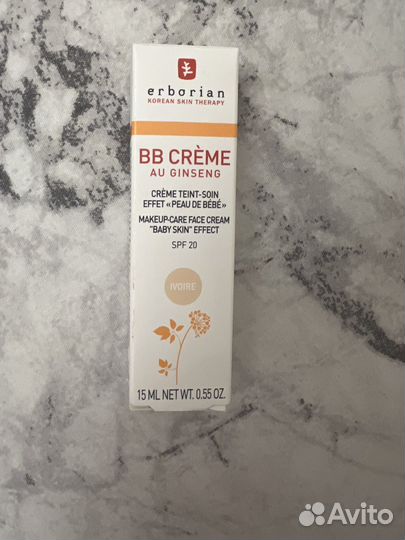 erborian
KOREAN SKIN THERAPY
BB CRÈME
AU GINSENG
CRÈME TEINT-SOIN
EFFET «PEAU DE BÉBÉ»
MAKEUP-CARE FACE CREAM
"BABY SKIN" EFFECT
SPF 20
IVOIRE
15 ML NET WT. 0.55 OZ.
Avito